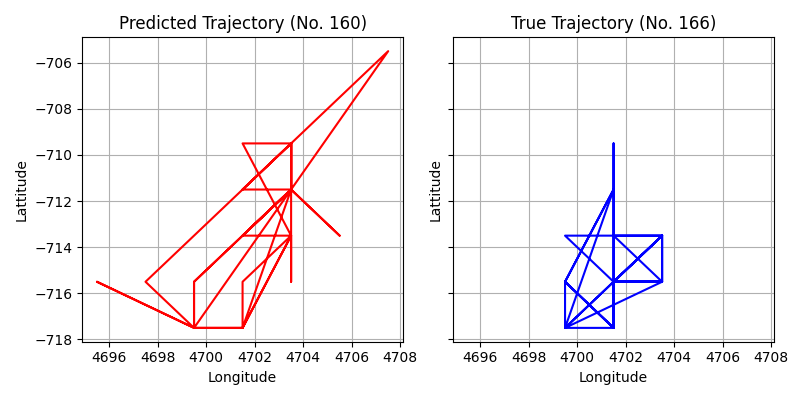 Predicted Trajectory (No. 160)
True Trajectory (No. 166)
Lattitude
−706
−708
−710
−712
−714
−716
−718
4696 4698 4700 4702 4704 4706 4708
Longitude
Lattitude
4696 4698 4700 4702 4704 4706 4708
Longitude